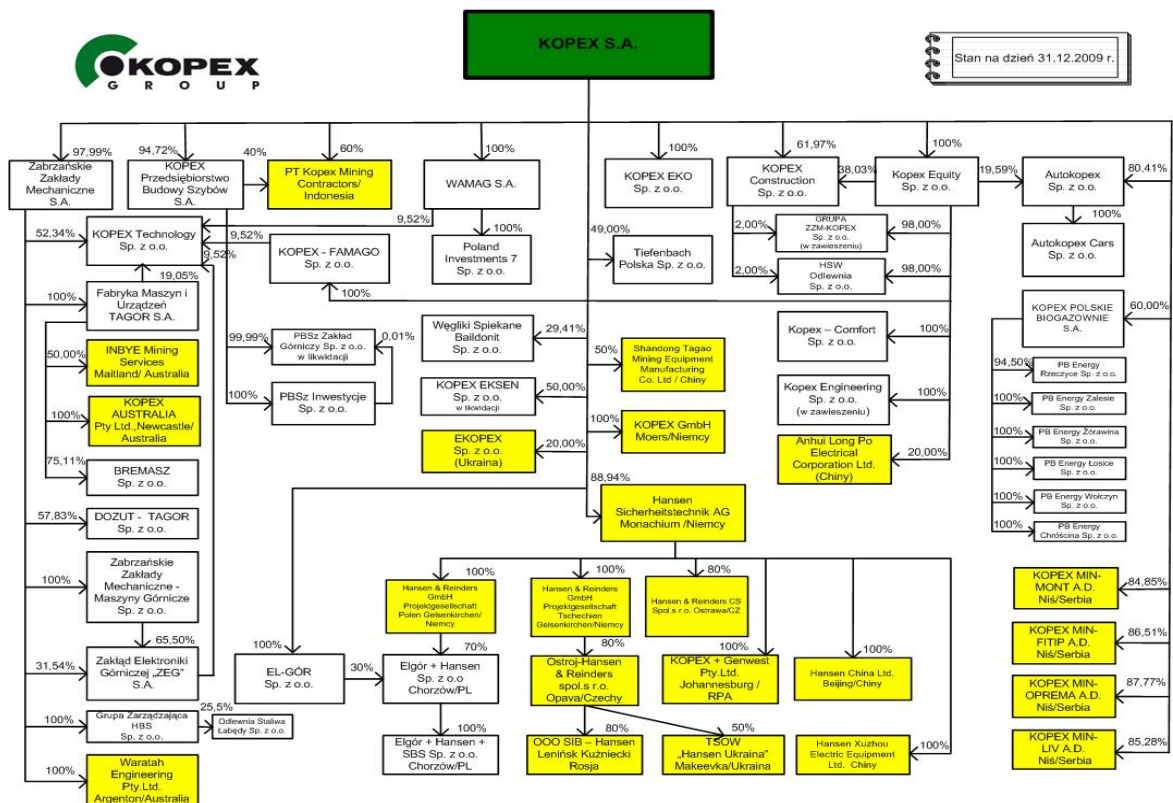 KOPEX S.A.
KOPEX
GROUP
Stan na dzień 31.12.2009 r.
97,99%
94,72%
40%
60%
100%
100%
61,97%
100%
80,41%
Zabrzańskie
Zakłady
Mechaniczne
S.A.
KOPEX
Przedsiębiorstwo
Budowy Szybów
S.A.
PT Kopex Mining
Contractors/
Indonesia
WAMAG S.A.
KOPEX EKO
Sp. z o.o.
KOPEX
Construction
Sp. z o.o.
38,03%
Kopex Equity
Sp. z o.o.
19,59%
Autokopex
Sp. z o.o.
52,34%
KOPEX Technology
Sp. z o.o.
9,52%
9,52%
9,52%
19,05%
KOPEX - FAMAGO
Sp. z o.o.
100%
100%
Poland
Investments 7
Sp. z o.o.
49,00%
Tiefenbach
Polska Sp. z o.o.
2,00%
GRUPA
ZZM-KOPEX
Sp. z o.o.
(w zawieszeniu)
98,00%
2,00%
HSW
Odlewnia
Sp. z o.o.
98,00%
100%
Autokopex Cars
Sp. z o.o.
100%
Fabryka Maszyn i
Urządzeń
TAGOR S.A.
99,99%
PBSz Zakład
Górniczy Sp. z o.o.
w likwidacji
0,01%
Węgliki Spiekane
Baildonit
Sp. z o.o.
29,41%
50%
Shandong Tagao
Mining Equipment
Manufacturing
Co. Ltd / Chiny
Kopex – Comfort
Sp. z o.o.
100%
KOPEX POLSKIE
BIOGAZOWNIE
S.A.
60,00%
50,00%
INBYE Mining
Services
Maitland/ Australia
100%
PBSz Inwestycje
Sp. z o.o.
KOPEX EKSEN
Sp. z o.o.
w likwidacji
50,00%
Kopex Engineering
Sp. z o.o.
(w zawieszeniu)
100%
94,50%
PB Energy
Rzeczyce Sp. z o.o.
100%
PB Energy Zalesie
Sp. z o.o.
100%
KOPEX
AUSTRALIA
Pty Ltd.,Newcastle/
Australia
EKOPEX
Sp. z o.o.
(Ukraina)
20,00%
100%
KOPEX GmbH
Moers/Niemcy
Anhui Long Po
Electrical
Corporation Ltd.
(Chiny)
20,00%
100%
PB Energy Żórawina
Sp. z o.o.
100%
PB Energy Łosice
Sp. z o.o.
75,11%
BREMASZ
Sp. z o.o.
88,94%
Hansen
Sicherheitstechnik AG
Monachium /Niemcy
100%
PB Energy Wołczyn
Sp. z o.o.
100%
PB Energy
Chróścina Sp. z o.o.
57,83%
DOZUT - TAGOR
Sp. z o.o.
100%
Zabrzańskie
Zakłady
Mechaniczne -
Maszyny Górnicze
Sp. z o.o.
100%
Hansen & Reinders
GmbH
Projektgesellschaft
Polen Gelsenkirchen/
Niemcy
100%
Hansen & Reinders
GmbH
Projektgesellschaft
Tschechien
Gelsenkirchen/Niemcy
80%
Hansen & Reinders CS
Spol.s r.o. Ostrawa/CZ
KOPEX MIN-
MONT A.D.
Niś/Serbia
84,85%
65,50%
31,54%
Zakłąd Elektroniki
Górniczej „ZEG”
S.A.
100%
EL-GÓR
Sp. z o.o.
30%
70%
Elgór + Hansen
Sp. z o.o
Chorzów/PL
80%
Ostroj-Hansen
& Reinders
spol.s r.o.
Opava/Czechy
100%
KOPEX + Genwest
Pty.Ltd.
Johannesburg /
RPA
100%
Hansen China Ltd.
Beijing/Chiny
KOPEX MIN-
FITIP A.D.
Niś/Serbia
86,51%
KOPEX MIN-
OPREMA A.D.
Niś/Serbia
87,77%
100%
Grupa Zarządzająca
HBS
Sp. z o.o.
25,5%
Odlewnia Staliwa
Łabędy Sp. z o.o.
100%
Elgór + Hansen +
SBS Sp. z o.o.
Chorzów/PL
80%
OOO SIB – Hansen
Leninśk Kuźniecki
Rosja
50%
TSOW
„Hansen Ukraina”
Makeevka/Ukraina
Hansen Xuzhou
Electric Equipment
Ltd. Chiny
100%
KOPEX MIN-
LIV A.D.
Niś/Serbia
85,28%
100%
Waratah
Engineering
Pty.Ltd.
Argenton/Australia